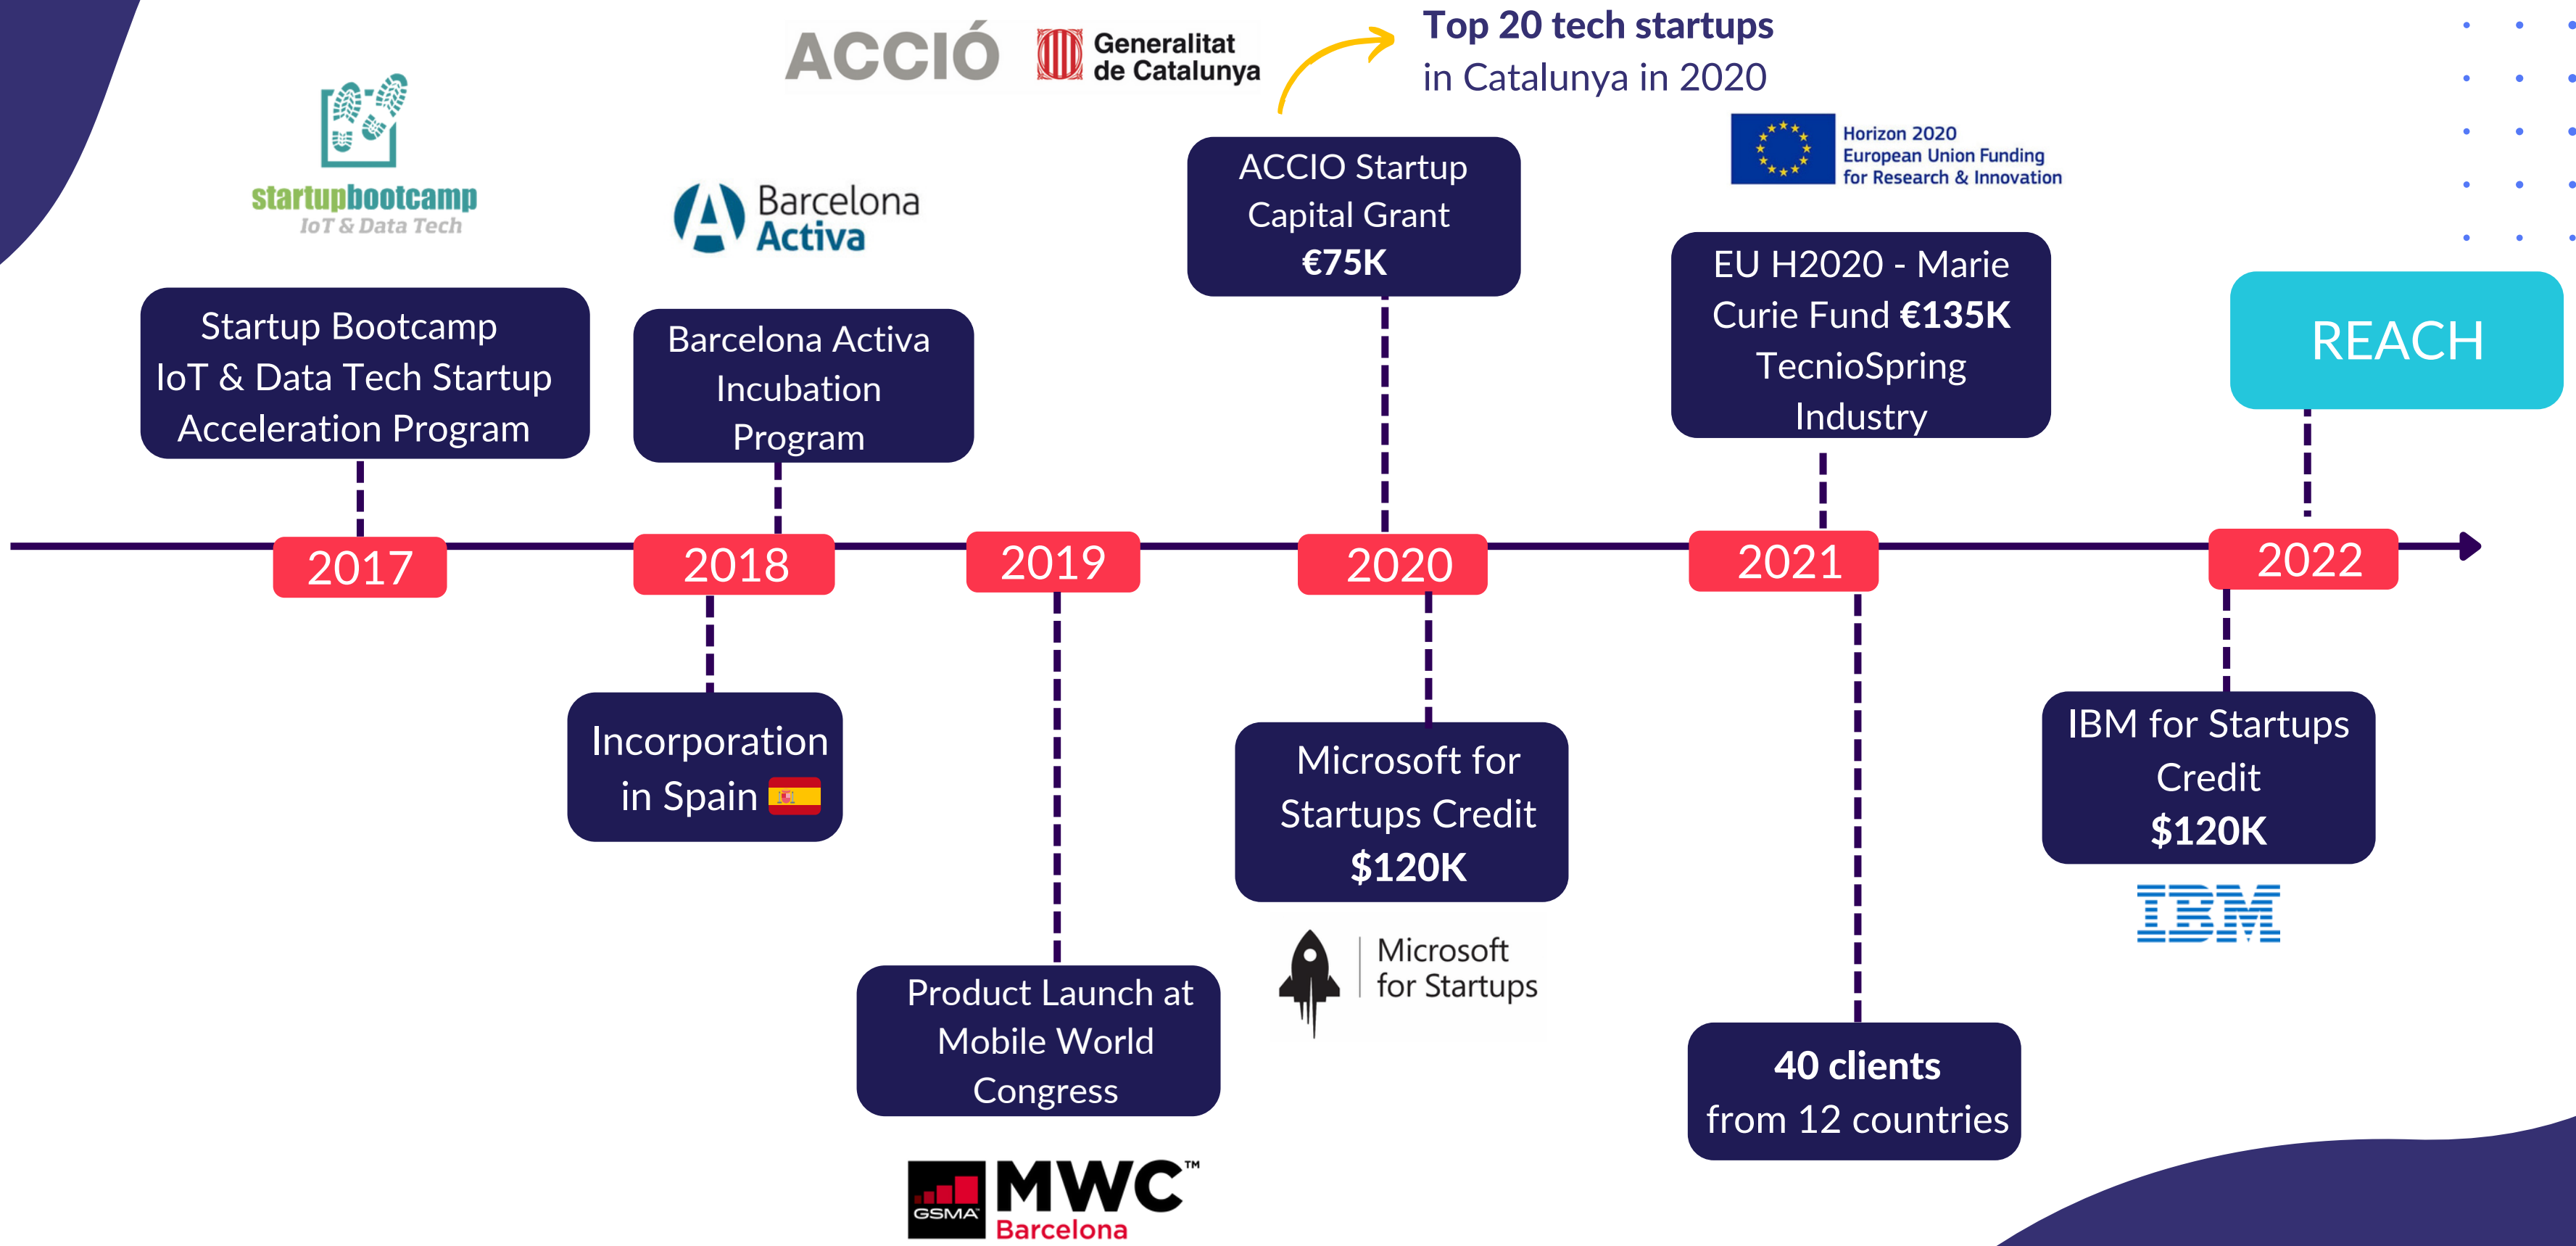 ACCIÓ
Generalitat
de Catalunya
Top 20 tech startups
in Catalunya in 2020
startupbootcamp
IoT & Data Tech
Barcelona
Activa
Horizon 2020
European Union Funding
for Research & Innovation
Startup Bootcamp
IoT & Data Tech Startup
Acceleration Program
Barcelona Activa
Incubation
Program
ACCIO Startup
Capital Grant
€75K
EU H2020 - Marie
Curie Fund €135K
TecnioSpring
Industry
REACH
2017
2018
2019
2020
2021
2022
Incorporation
in Spain
Product Launch at
Mobile World
Congress
GSMA™
MWC™
Barcelona
Microsoft for
Startups Credit
$120K
Microsoft
for Startups
40 clients
from 12 countries
IBM for Startups
Credit
$120K
IBM